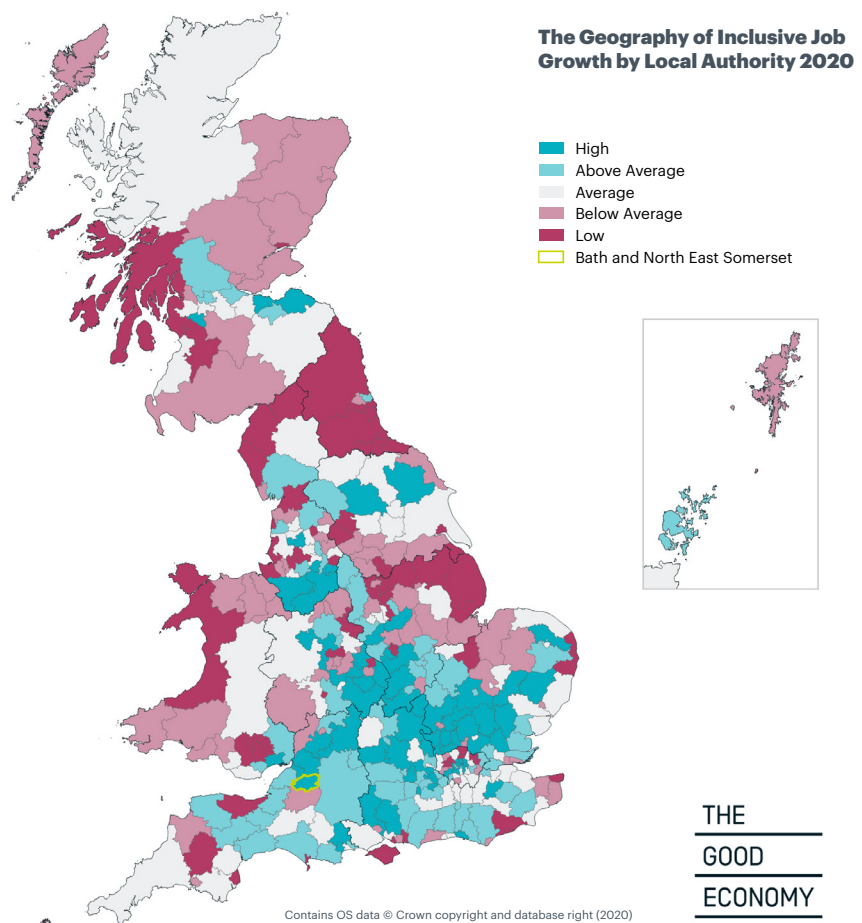 The Geography of Inclusive Job
Growth by Local Authority 2020
High
Above Average
Average
Below Average
Low
Bath and North East Somerset
THE
GOOD
ECONOMY
Contains OS data © Crown copyright and database right (2020)